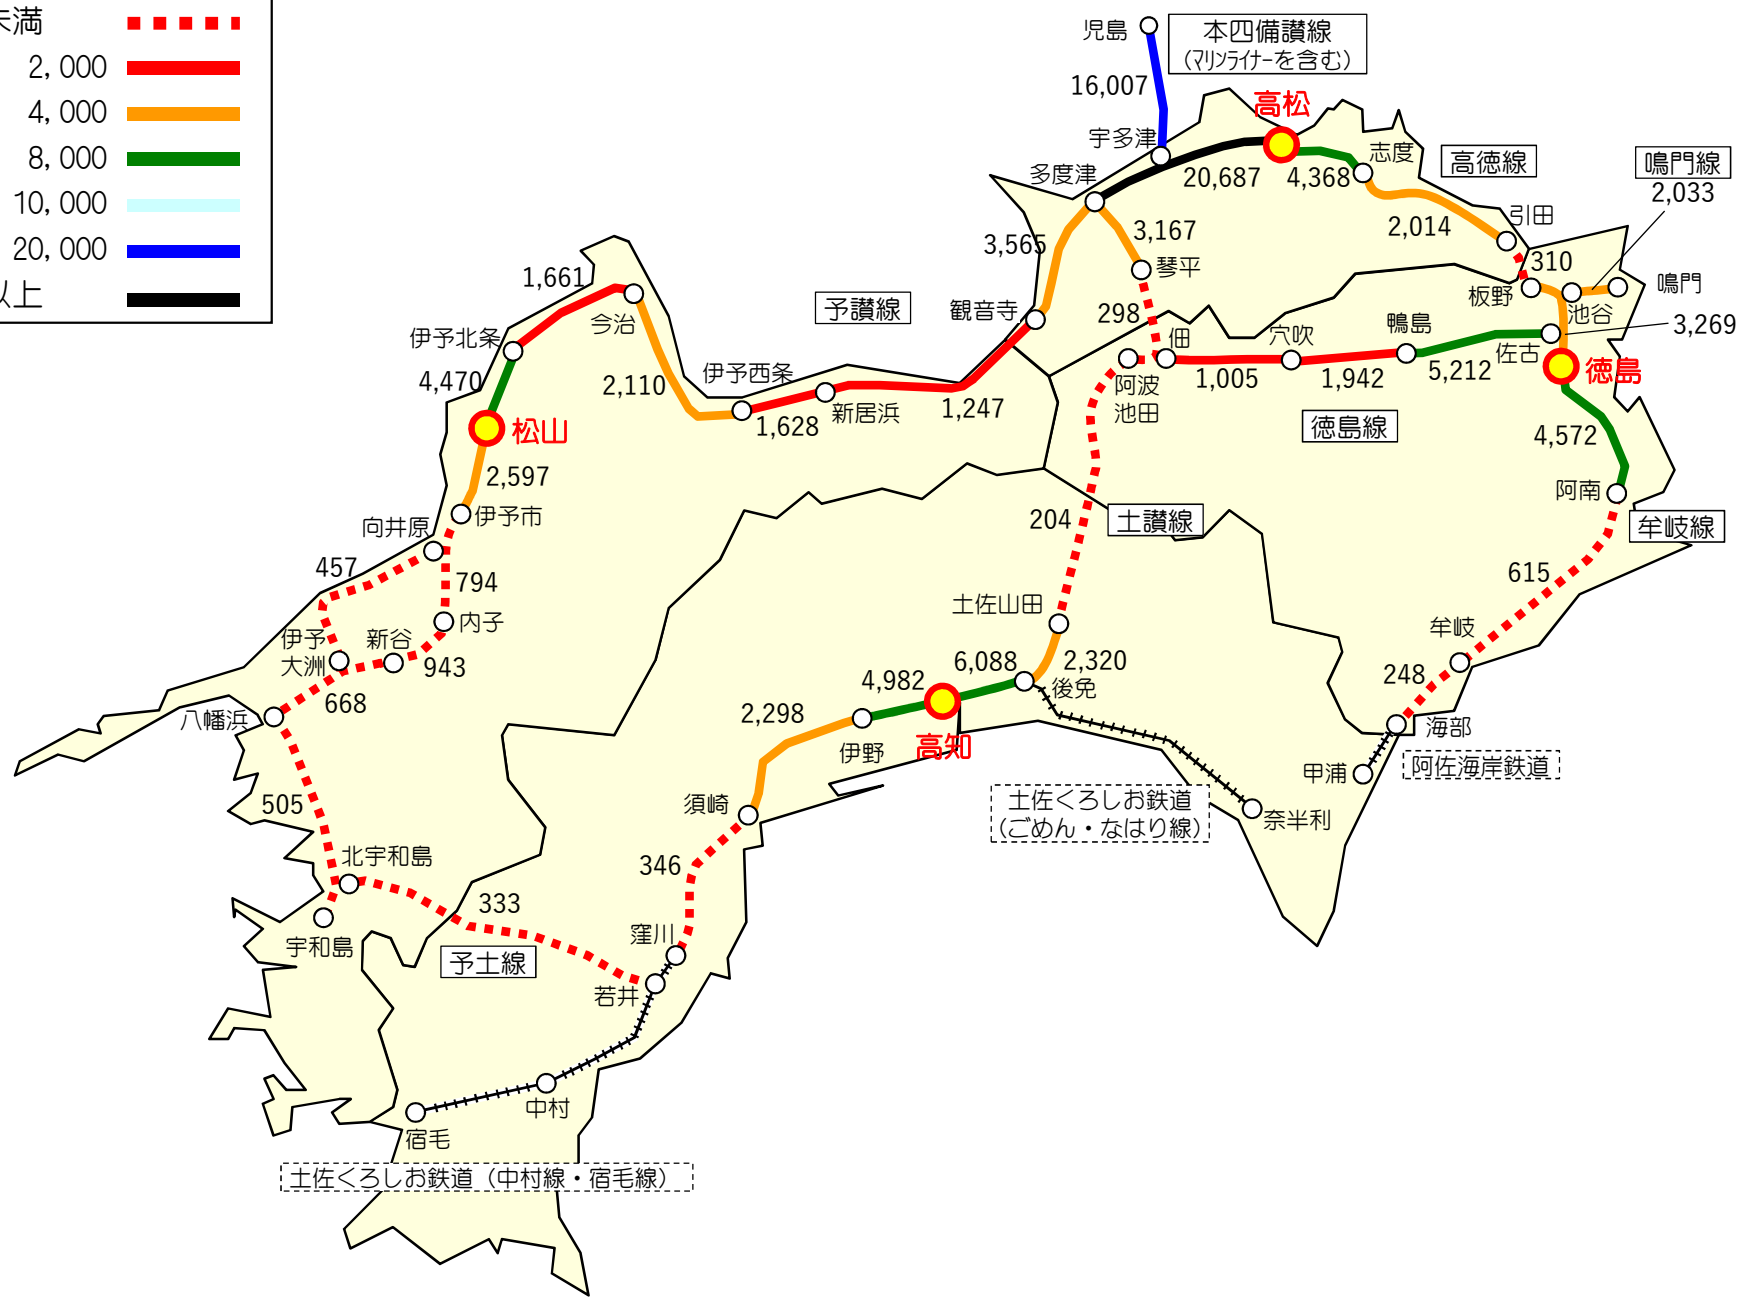 未満
2,000
4,000
8,000
10,000
20,000
以上
児島
本四備讃線
(マリンライナーを含む)
16,007
高松
宇多津
志度
高徳線
鳴門線
多度津
20,687
4,368
2,033
引田
3,565
3,167
2,014
琴平
310
鳴門
1,661
予讃線
板野
池谷
観音寺
298
鴨島
3,269
今治
佃
穴吹
佐古
伊予北条
伊予西条
徳島
4,470
2,110
阿波
池田
1,005
1,942
5,212
新居浜
1,247
1,628
徳島線
松山
4,572
2,597
阿南
伊予市
向井原
204
土讃線
牟岐線
457
794
615
土佐山田
内子
伊予
大洲
新谷
牟岐
943
4,982
6,088
2,320
248
668
後免
八幡浜
2,298
海部
伊野
高知
甲浦
阿佐海岸鉄道
505
須崎
土佐くろしお鉄道
(ごめん・なはり線)
奈半利
北宇和島
346
333
宇和島
窪川
予土線
若井
中村
宿毛
土佐くろしお鉄道（中村線・宿毛線）